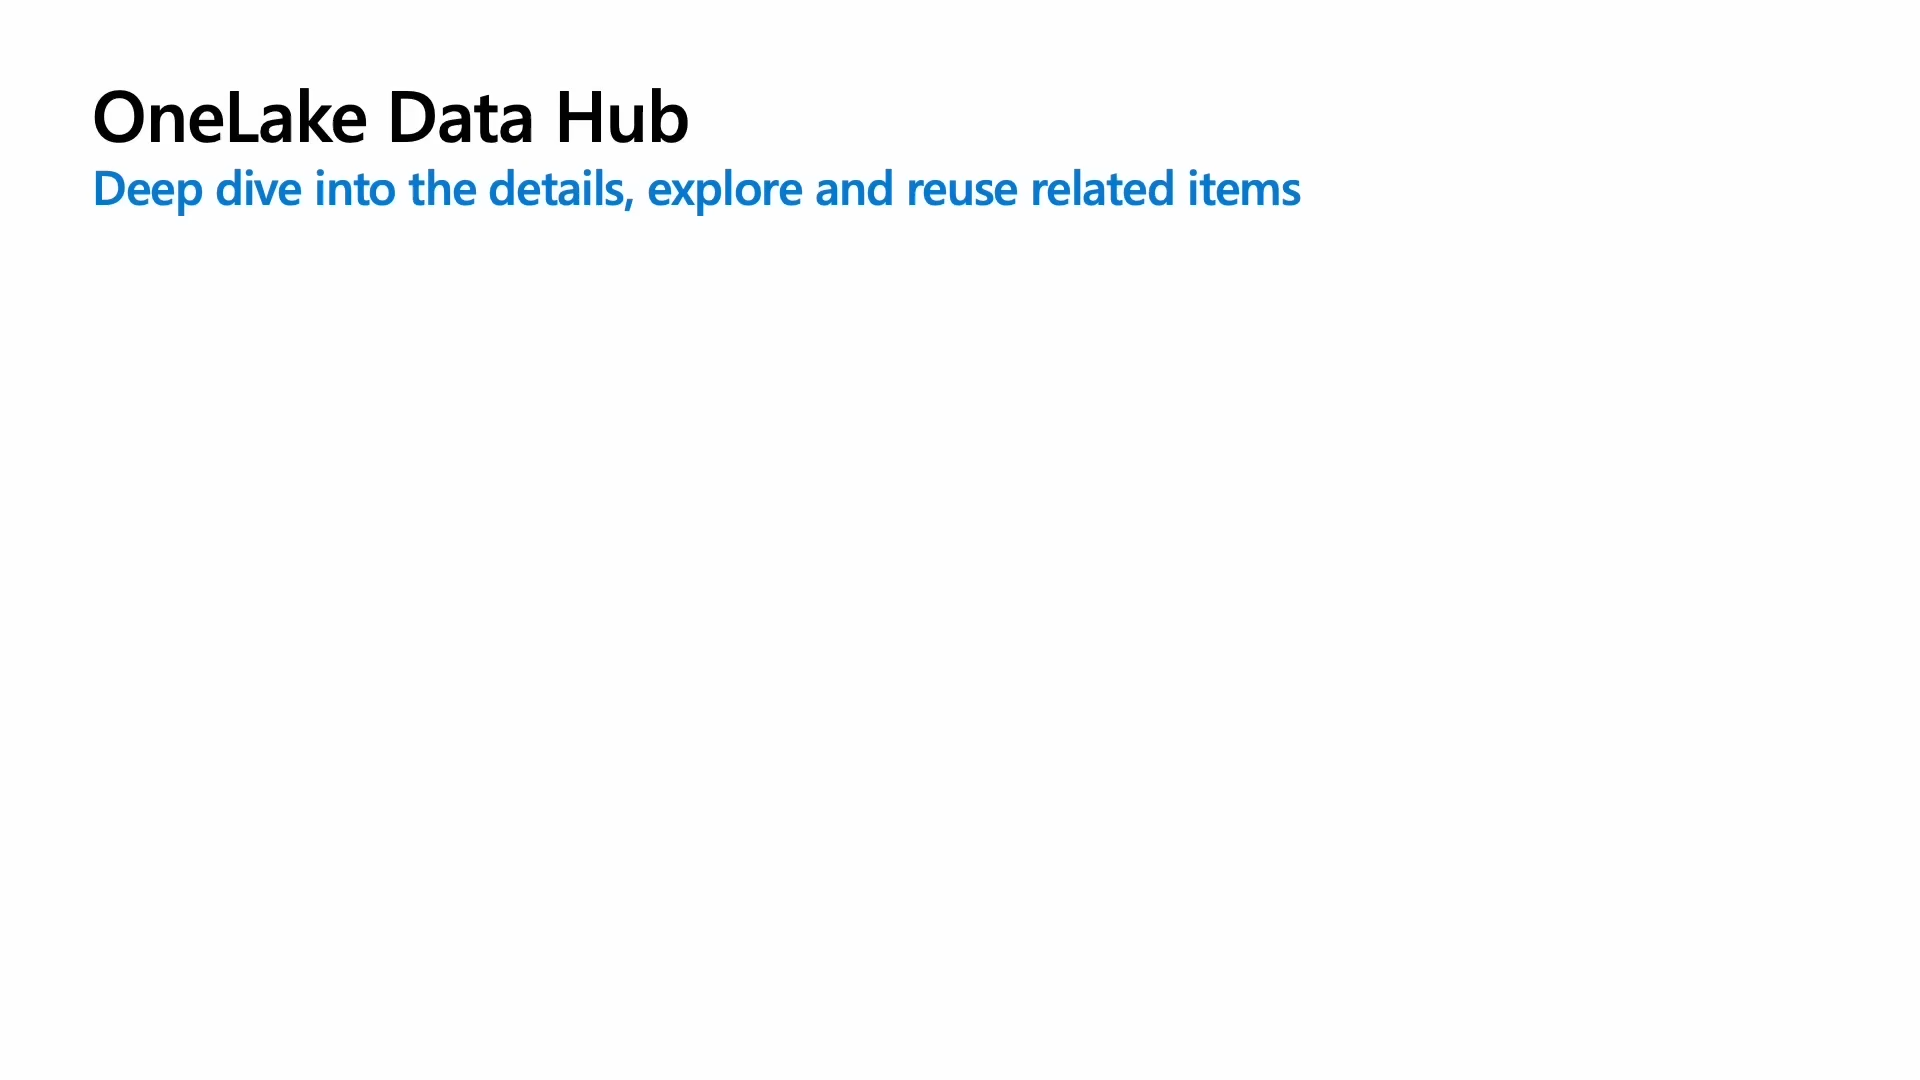 OneLake Data Hub
Deep dive into the details, explore and reuse related items